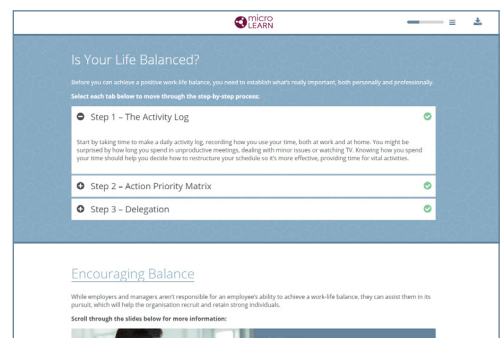 micro
LEARN
Is Your Life Balanced?
Before you can achieve a positive work-life balance, you need to establish what's really important, both personally and professionally.
Select each tab below to move through the step-by-step process:
Step 1 – The Activity Log
Start by taking time to make a daily activity log, recording how you use your time, both at work and at home. You might be
surprised by how long you spend in unproductive meetings, dealing with minor issues or watching TV. Knowing how you spend
your time should help you decide how to restructure your schedule so it's more effective, providing time for vital activities.
Step 2 – Action Priority Matrix
Step 3 – Delegation
Encouraging Balance
While employers and managers aren't responsible for an employee's ability to achieve a work-life balance, they can assist them in its
pursuit, which will help the organisation recruit and retain strong individuals.
Scroll through the slides below for more information: